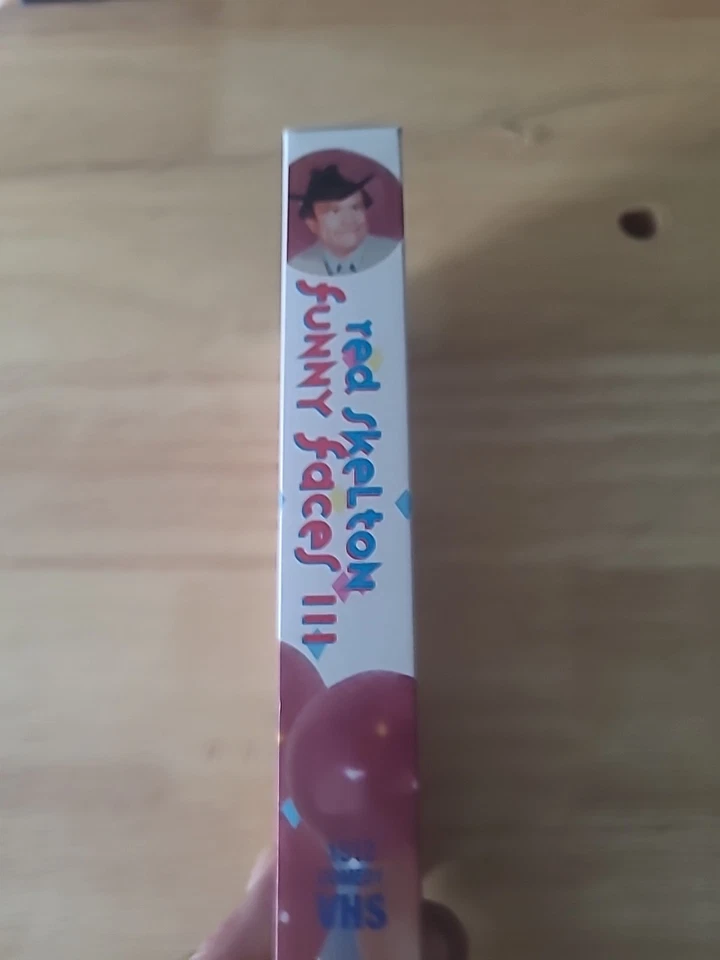 red skelton
funny faces III
VHS